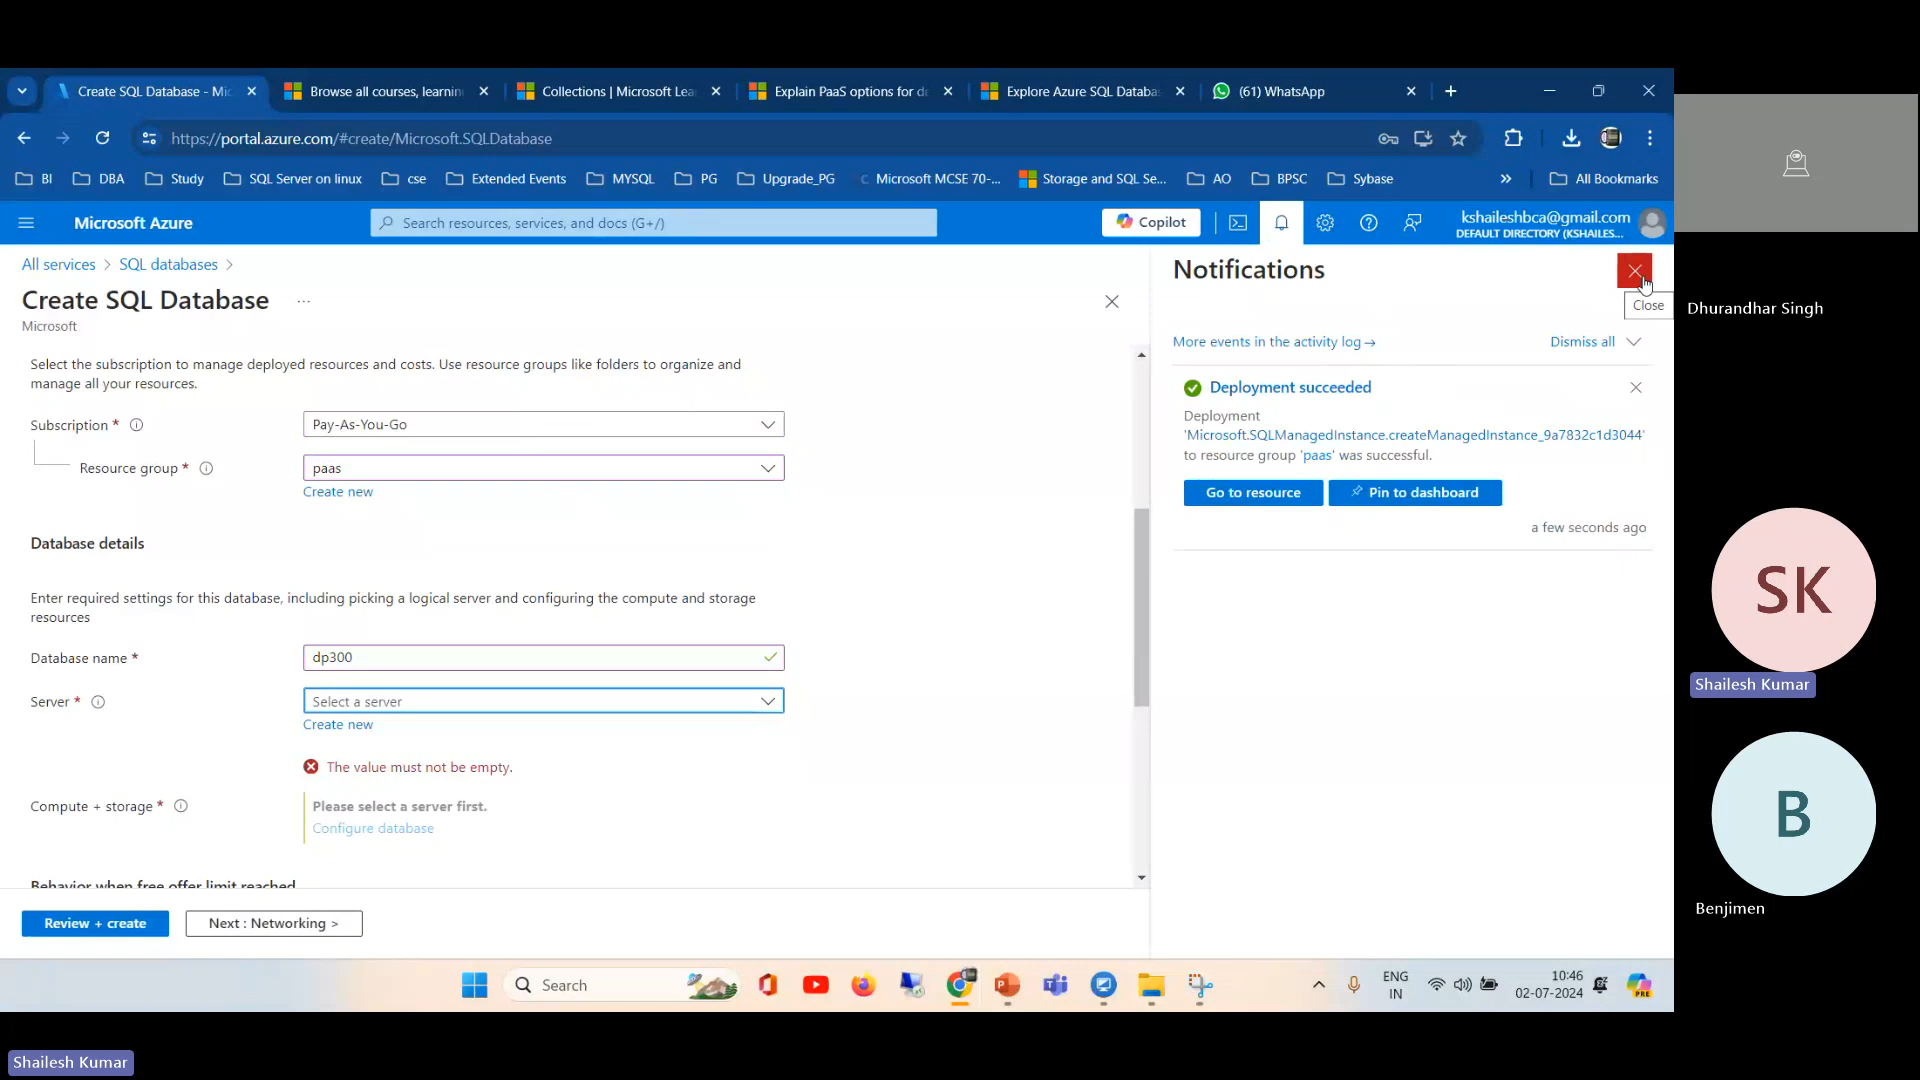 Create SQL Database - Mic
Browse all courses, learnin
Collections | Microsoft Lea
Explain PaaS options for de
Explore Azure SQL Databa
(61) WhatsApp
https://portal.azure.com/#create/Microsoft.SQLDatabase
BI
DBA
Study
SQL Server on linux
cse
Extended Events
MYSQL
PG
Upgrade_PG
Microsoft MCSE 70-...
Storage and SQL Se...
AO
BPSC
Sybase
»
All Bookmarks
Microsoft Azure
Search resources, services, and docs (G+/)
Copilot
kshaileshbca@gmail.com
DEFAULT DIRECTORY (KSHAILES...
All services > SQL databases >
Create SQL Database ...
Microsoft
Select the subscription to manage deployed resources and costs. Use resource groups like folders to organize and
manage all your resources.
Subscription *
Pay-As-You-Go
Resource group *
paas
Create new
Database details
Enter required settings for this database, including picking a logical server and configuring the compute and storage
resources
Database name *
dp300
Server *
Select a server
Create new
The value must not be empty.
Compute + storage *
Please select a server first.
Configure database
Behavior when free offer limit reached
Review + create
Next : Networking >
Notifications
Close
More events in the activity log →
Dismiss all
Deployment succeeded
Deployment
'Microsoft.SQLManagedInstance.createManagedInstance_9a7832c1d3044'
to resource group 'paas' was successful.
Go to resource
Pin to dashboard
a few seconds ago
Search
ENG
IN
10:46
02-07-2024
PRE
Dhurandhar Singh
SK
Shailesh Kumar
B
Benjimen
Shailesh Kumar